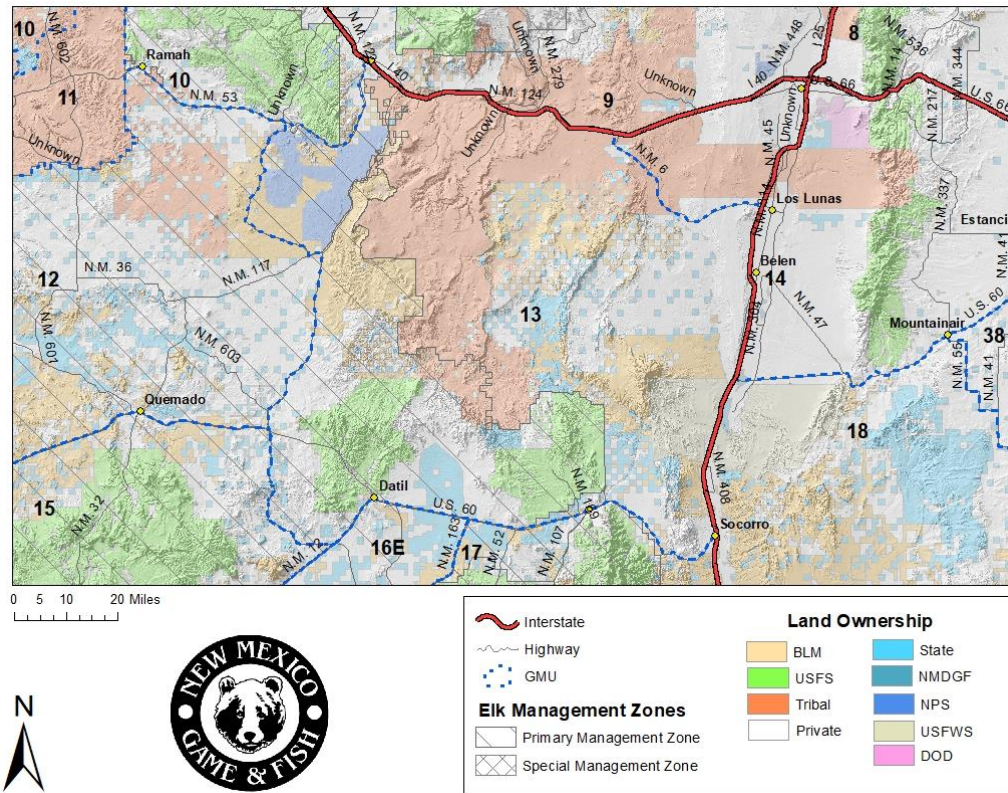 10
N.M. 602
Ramah
10
11
N.M. 53
Unknown
Unknown
N.M. 122
I 40
N.M. 124
Unknown
Unknown
N.M. 279
9
Unknown
I 40
N.M. 448
I 25
8
N.M. 536
N.M. 14
N.M. 344
N.M. 217
U.S. 66
U.S. 66
Unknown
N.M. 45
N.M. 6
N.M. 314
Los Lunas
N.M. 337
Estanci
N.M. 41
12
N.M. 36
N.M. 117
Belen
14
13
N.M. 304
N.M. 47
U.S. 60
Mountainair
38
N.M. 55
N.M. 41
N.M. 601
N.M. 603
Quemado
18
15
N.M. 32
Datil
U.S. 60
N.M. 169
N.M. 408
Socorro
N.M. 12
16E
N.M. 163
17
N.M. 52
N.M. 107
0 5 10 20 Miles
N
NEW MEXICO
GAME & FISH
Interstate
Highway
GMU
Elk Management Zones
Primary Management Zone
Special Management Zone
Land Ownership
BLM
USFS
Tribal
Private
State
NMDGF
NPS
USFWS
DOD